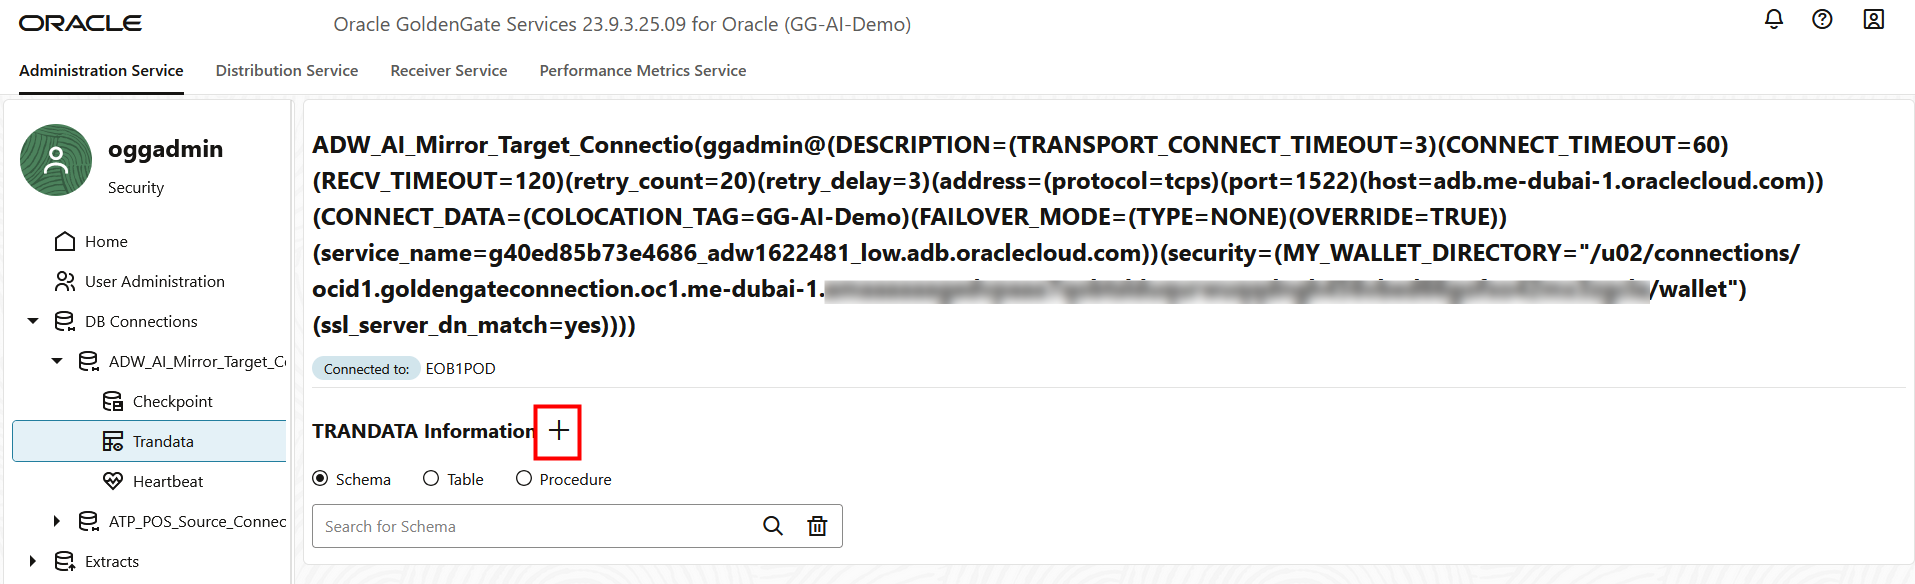 ORACLE
Oracle GoldenGate Services 23.9.3.25.09 for Oracle (GG-AI-Demo)
Administration Service
Distribution Service
Receiver Service
Performance Metrics Service
oggadmin
Security
Home
User Administration
DB Connections
ADW_AI_Mirror_Target_C
Checkpoint
Trandata
Heartbeat
ATP_POS_Source_Connec
Extracts
ADW_AI_Mirror_Target_Connectio(ggadmin@(DESCRIPTION=(TRANSPORT_CONNECT_TIMEOUT=3)(CONNECT_TIMEOUT=60)
(RECV_TIMEOUT=120)(retry_count=20)(retry_delay=3)(address=(protocol=tcps)(port=1522)(host=adb.me-dubai-1.oraclecloud.com))
(CONNECT_DATA=(COLOCATION_TAG=GG-AI-Demo)(FAILOVER_MODE=(TYPE=NONE)(OVERRIDE=TRUE))
(service_name=g40ed85b73e4686_adw1622481_low.adb.oraclecloud.com))(security=(MY_WALLET_DIRECTORY="/u02/connections/
ocid1.goldengateconnection.oc1.me-dubai-1. /wallet")
(ssl_server_dn_match=yes))))
Connected to: EOB1POD
TRANDATA Information
Schema Table Procedure
Search for Schema